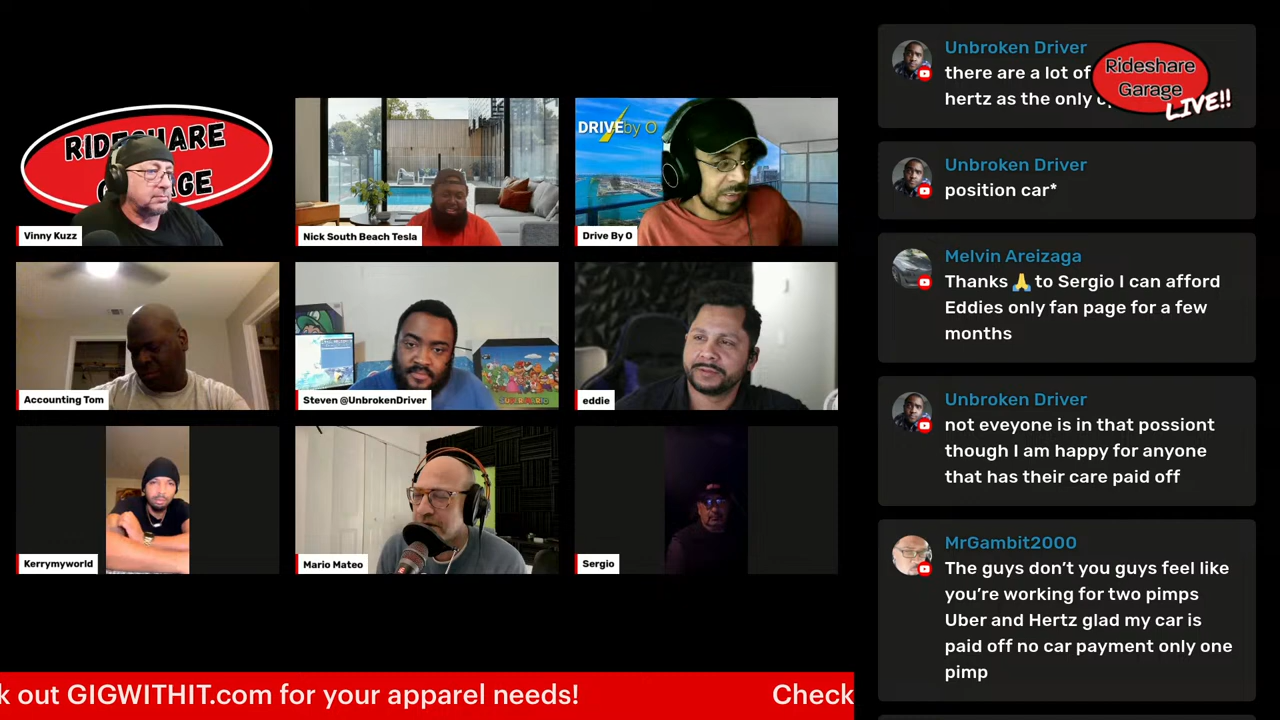 RIDESHARE
GARAGE
Vinny Kuzz
Nick South Beach Tesla
DRIVEby O
Drive By O
Accounting Tom
Steven @UnbrokenDriver
SUPER MARIO
eddie
Kerrymyworld
Mario Mateo
Sergio
k out GIGWITHIT.com for your apparel needs!
Check
Unbroken Driver
there are a lot of
hertz as the only
Rideshare
Garage
LIVE!!
Unbroken Driver
position car*
Melvin Areizaga
Thanks 🙏 to Sergio I can afford
Eddies only fan page for a few
months
Unbroken Driver
not eveyone is in that possiont
though I am happy for anyone
that has their care paid off
MrGambit2000
The guys don’t you guys feel like
you’re working for two pimps
Uber and Hertz glad my car is
paid off no car payment only one
pimp